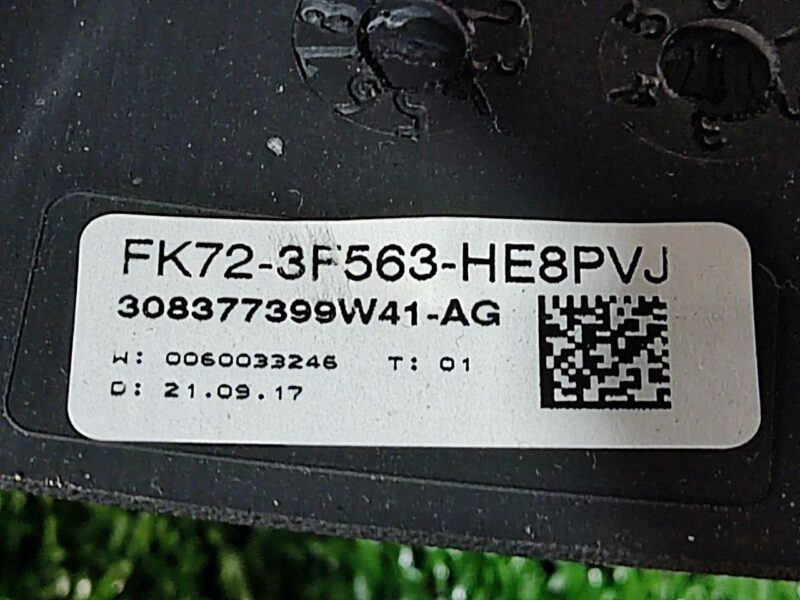 FK72-3F563-HE8PVJ
308377399W41-AG
W: 0060033246 T: 01
D: 21.09.17